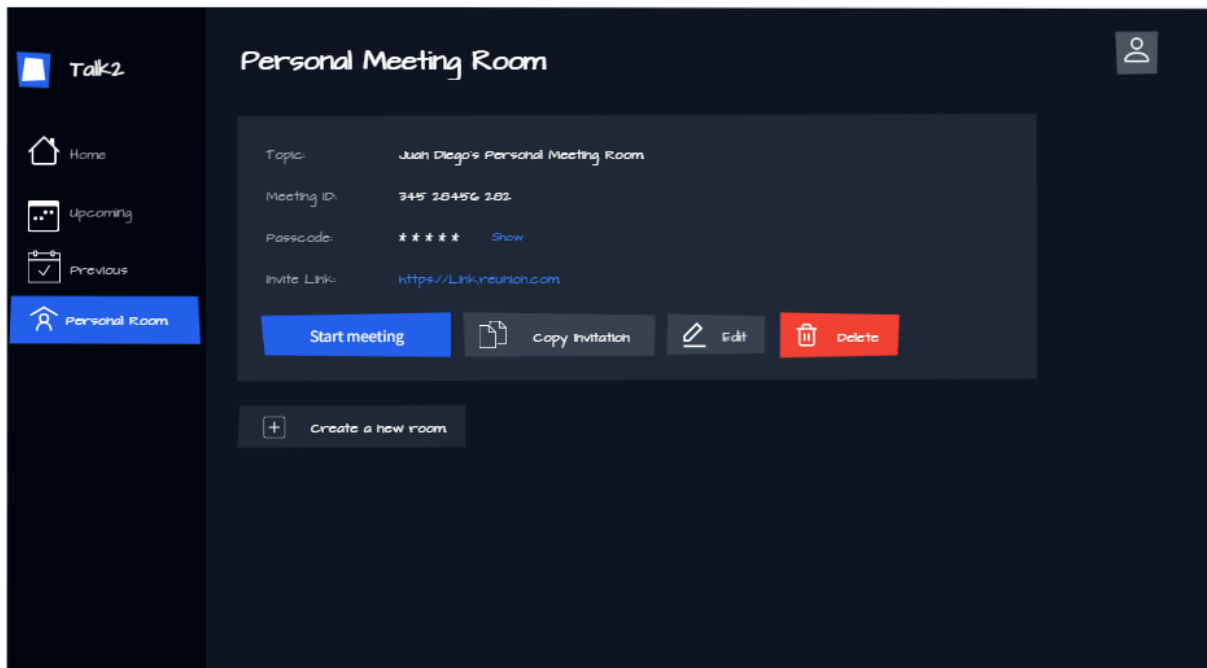 Talk2
Home
Upcoming
Previous
Personal Room
Personal Meeting Room
Topic: Juan Diego's Personal Meeting Room
Meeting ID: 345 28456 282
Passcode: * * * * * Show
Invite Link: https://Link.reunion.com
Start meeting Copy Invitation Edit Delete
Create a new room